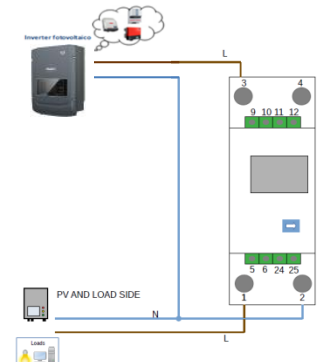 Inverter fotovoltaico
L
3 4
9 10 11 12
5 6 24 25
1 2
PV AND LOAD SIDE
N
L
Loads